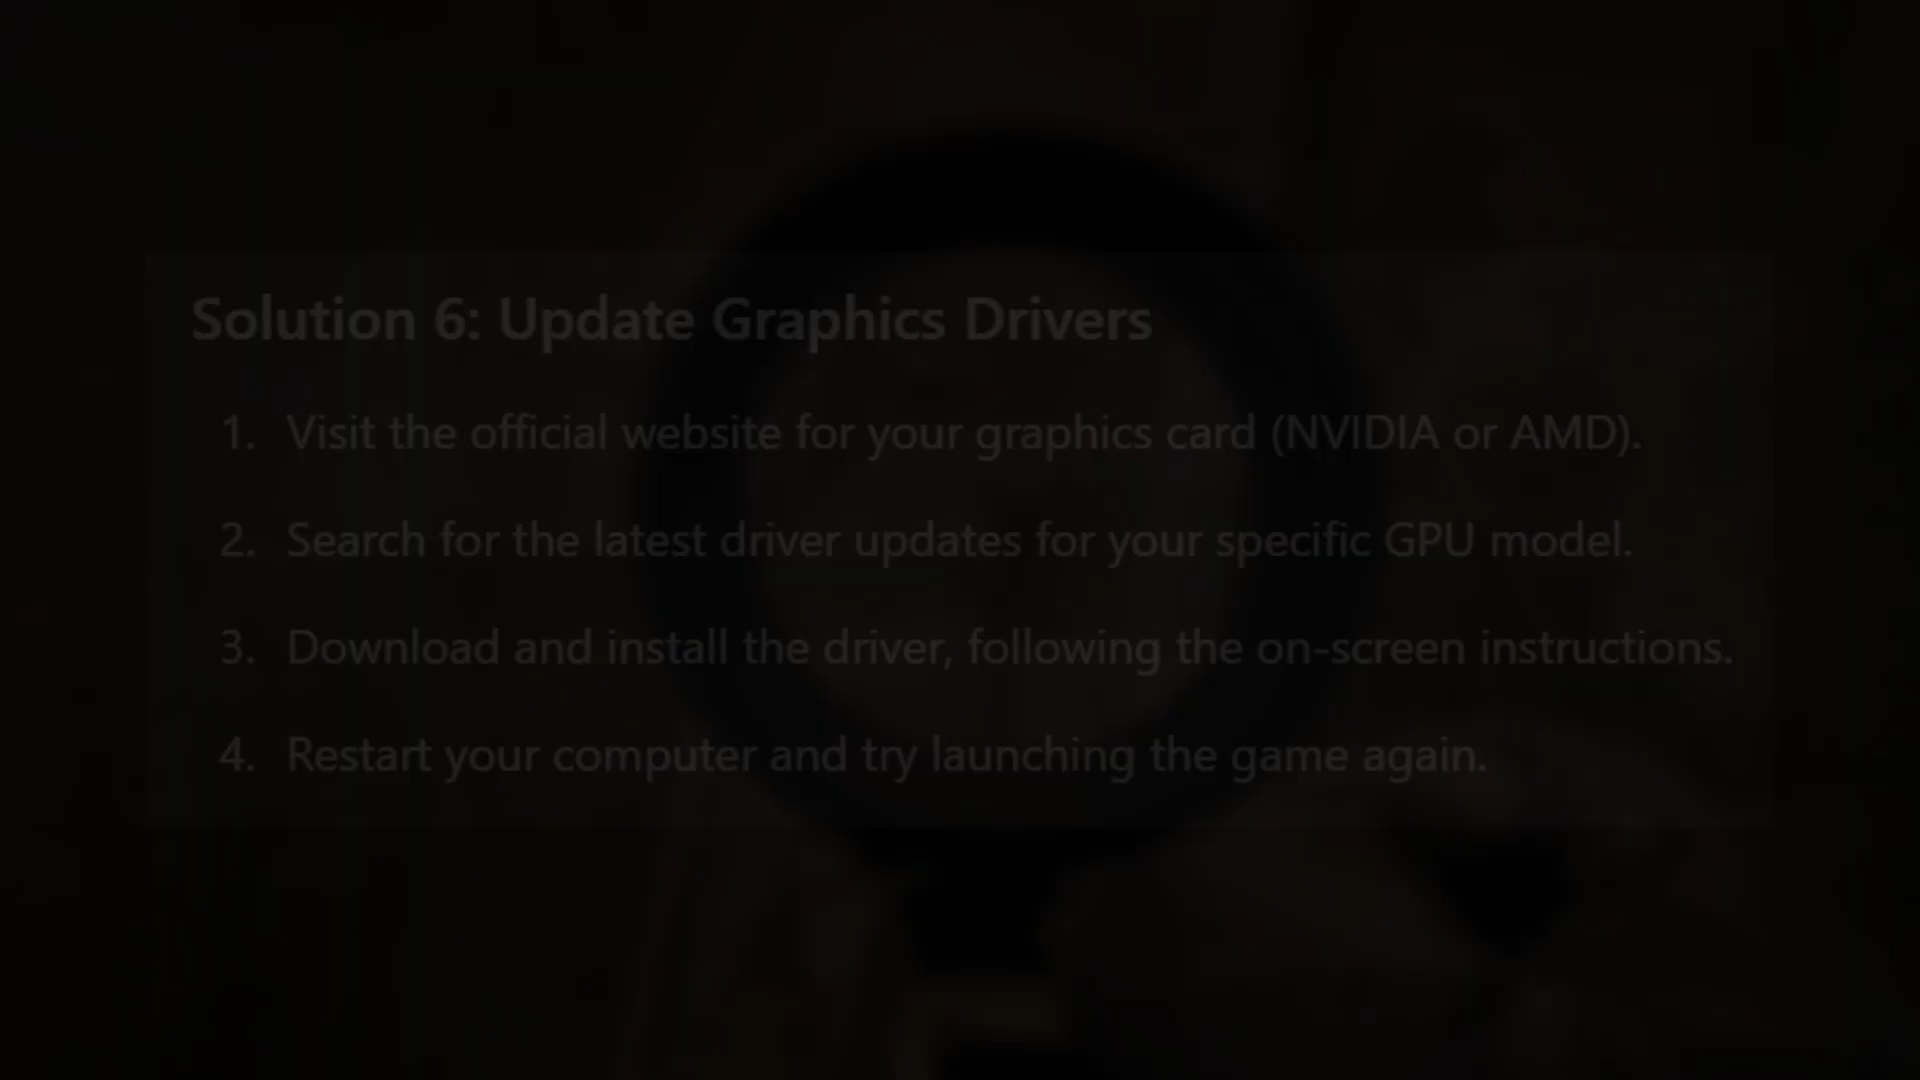 Solution 6: Update Graphics Drivers
1. Visit the official website for your graphics card (NVIDIA or AMD).
2. Search for the latest driver updates for your specific GPU model.
3. Download and install the driver, following the on-screen instructions.
4. Restart your computer and try launching the game again.